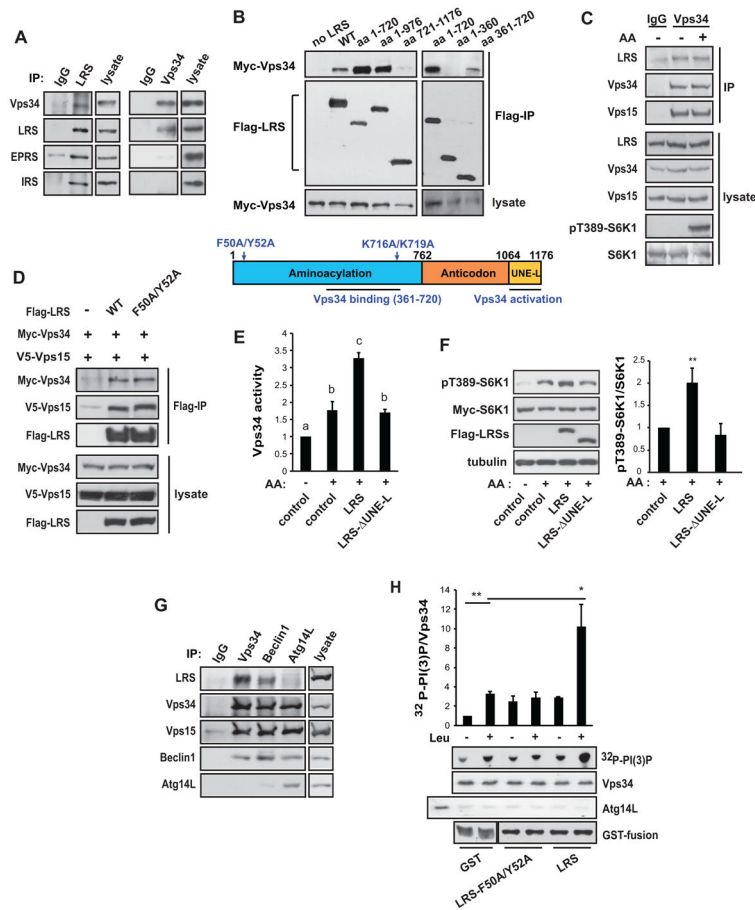 A
IP: IgG LRS lysate IgG Vps34 lysate
Vps34
LRS
EPRS
IRS
B
no LRS WT aa 1-976 aa 1-720 aa 721-1176 aa 1-720 aa 1-360 aa 361-720
Myc-Vps34
Flag-LRS
Flag-IP
Myc-Vps34
lysate
F50A/Y52A K716A/K719A
1 762 1064 1176
Aminoacylation Anticodon UNE-L
Vps34 binding (361-720) Vps34 activation
C
IgG Vps34
AA - - +
LRS
Vps34
Vps15
IP
LRS
Vps34
Vps15
pT389-S6K1
S6K1
lysate
D
Flag-LRS - WT F50A/Y52A
Myc-Vps34 + + +
V5-Vps15 + + +
Myc-Vps34
V5-Vps15
Flag-LRS
Flag-IP
Myc-Vps34
V5-Vps15
Flag-LRS
lysate
E
Vps34 activity
4
3.5
3
2.5
2
1.5
1
0.5
0
a b c b
AA: - + + +
control control LRS LRS-ΔUNE-L
F
pT389-S6K1
Myc-S6K1
Flag-LRSs
tubulin
AA : - + + +
control control LRS LRS-ΔUNE-L
pT389-S6K1/S6K1
2.5
2
1.5
1
0.5
0
**
AA : + + +
control LRS LRS-ΔUNE-L
G
IP: IgG Vps34 Beclin1 Atg14L lysate
LRS
Vps34
Vps15
Beclin1
Atg14L
H
32 P-PI(3)P/Vps34
14
12
10
8
6
4
2
0
** *
Leu - + - + - +
32P-PI(3)P
Vps34
Atg14L
GST-fusion
GST LRS-F50A/Y52A LRS